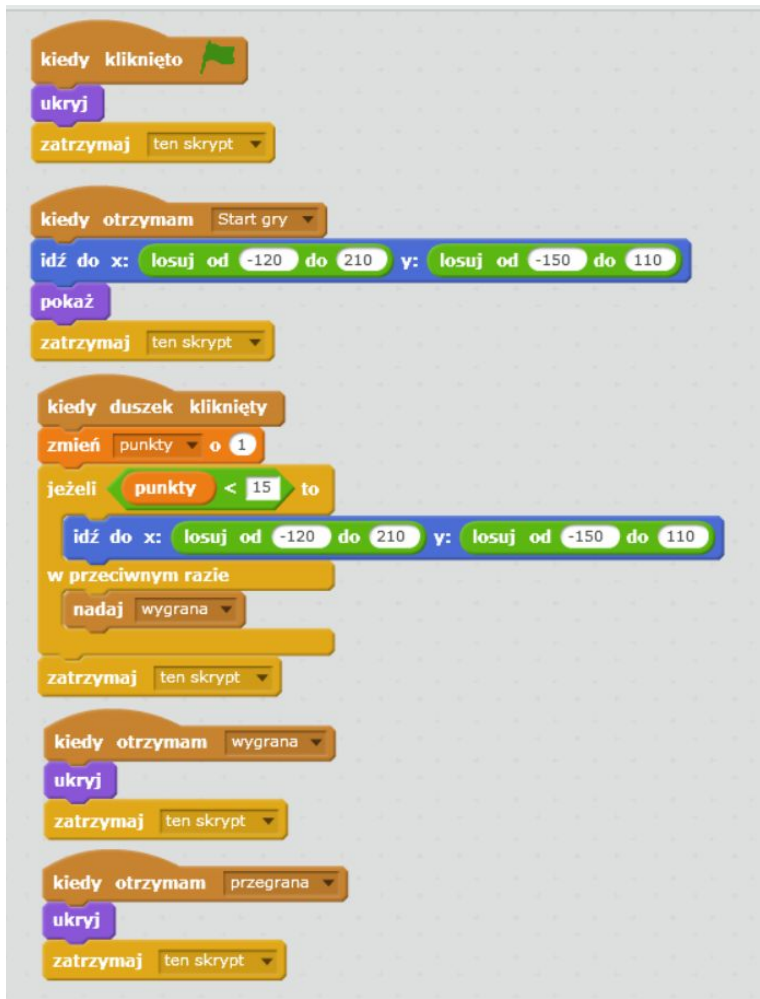 kiedy kliknięto
ukryj
zatrzymaj ten skrypt
kiedy otrzymam Start gry
idź do x: losuj od -120 do 210 y: losuj od -150 do 110
pokaż
zatrzymaj ten skrypt
kiedy duszek kliknięty
zmień punkty o 1
jeżeli punkty < 15 to
idź do x: losuj od -120 do 210 y: losuj od -150 do 110
w przeciwnym razie
nadaj wygrana
zatrzymaj ten skrypt
kiedy otrzymam wygrana
ukryj
zatrzymaj ten skrypt
kiedy otrzymam przegrana
ukryj
zatrzymaj ten skrypt